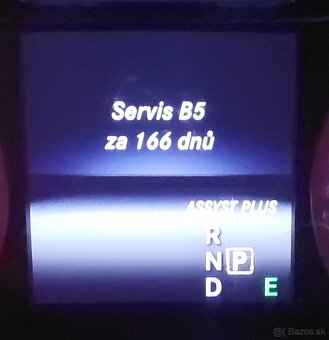 Servis B5
za 166 dnů
ASSYST PLUS
R
N P
D E
Bazos.sk